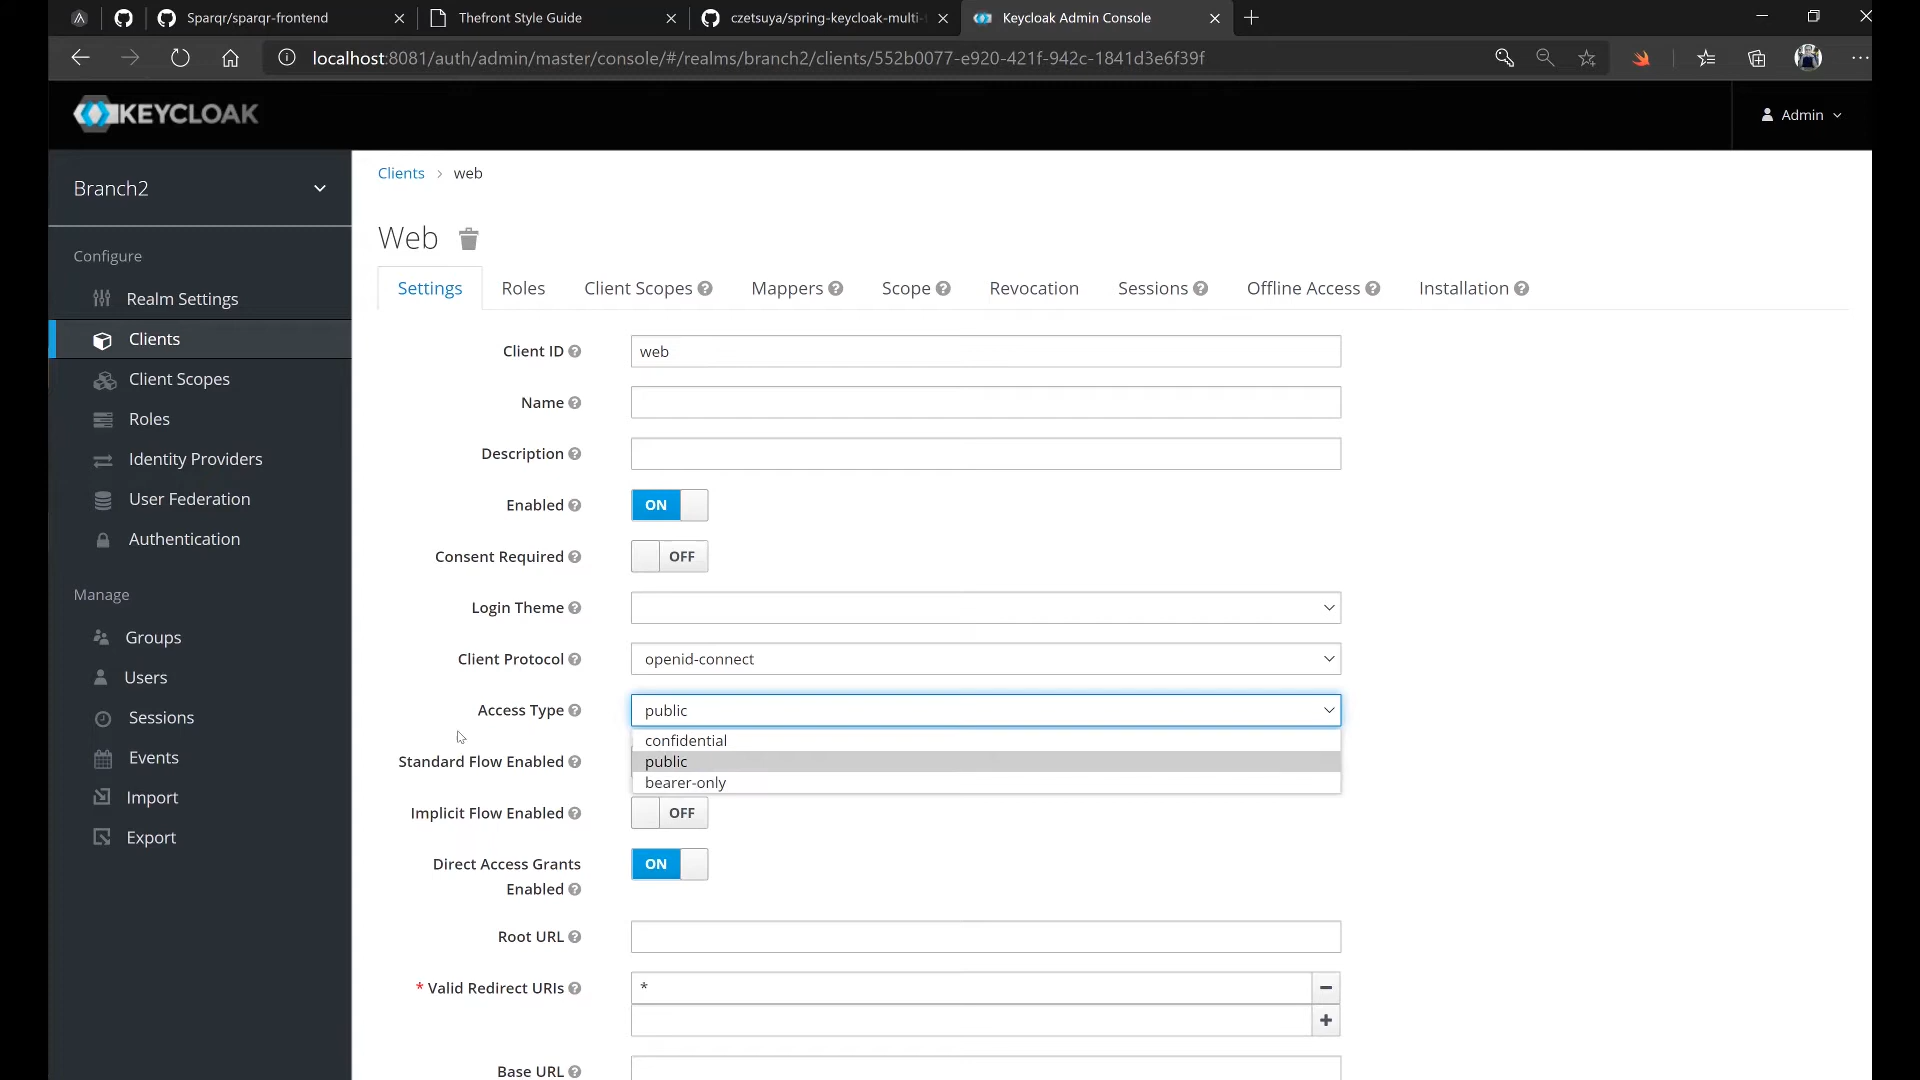 Sparqr/sparqr-frontend
Thefront Style Guide
czetsuya/spring-keycloak-multi-
Keycloak Admin Console
localhost:8081/auth/admin/master/console/#/realms/branch2/clients/552b0077-e920-421f-942c-1841d3e6f39f
KEYCLOAK
Admin
Branch2
Configure
Realm Settings
Clients
Client Scopes
Roles
Identity Providers
User Federation
Authentication
Manage
Groups
Users
Sessions
Events
Import
Export
Clients › web
Web
Settings Roles Client Scopes Mappers Scope Revocation Sessions Offline Access Installation
Client ID web
Name
Description
Enabled ON
Consent Required OFF
Login Theme
Client Protocol openid-connect
Access Type public
confidential
Standard Flow Enabled public
bearer-only
Implicit Flow Enabled OFF
Direct Access Grants ON
Enabled
Root URL
* Valid Redirect URIs *
Base URL